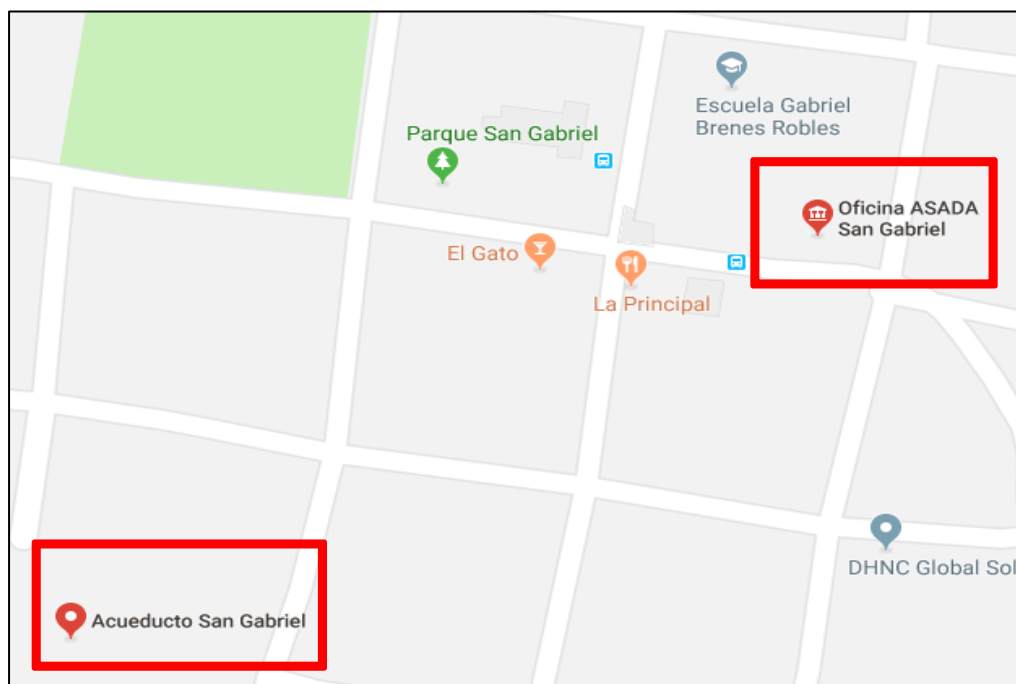 Escuela Gabriel
Brenes Robles
Parque San Gabriel
Oficina ASADA
San Gabriel
El Gato
La Principal
DHNC Global Sol
Acueducto San Gabriel